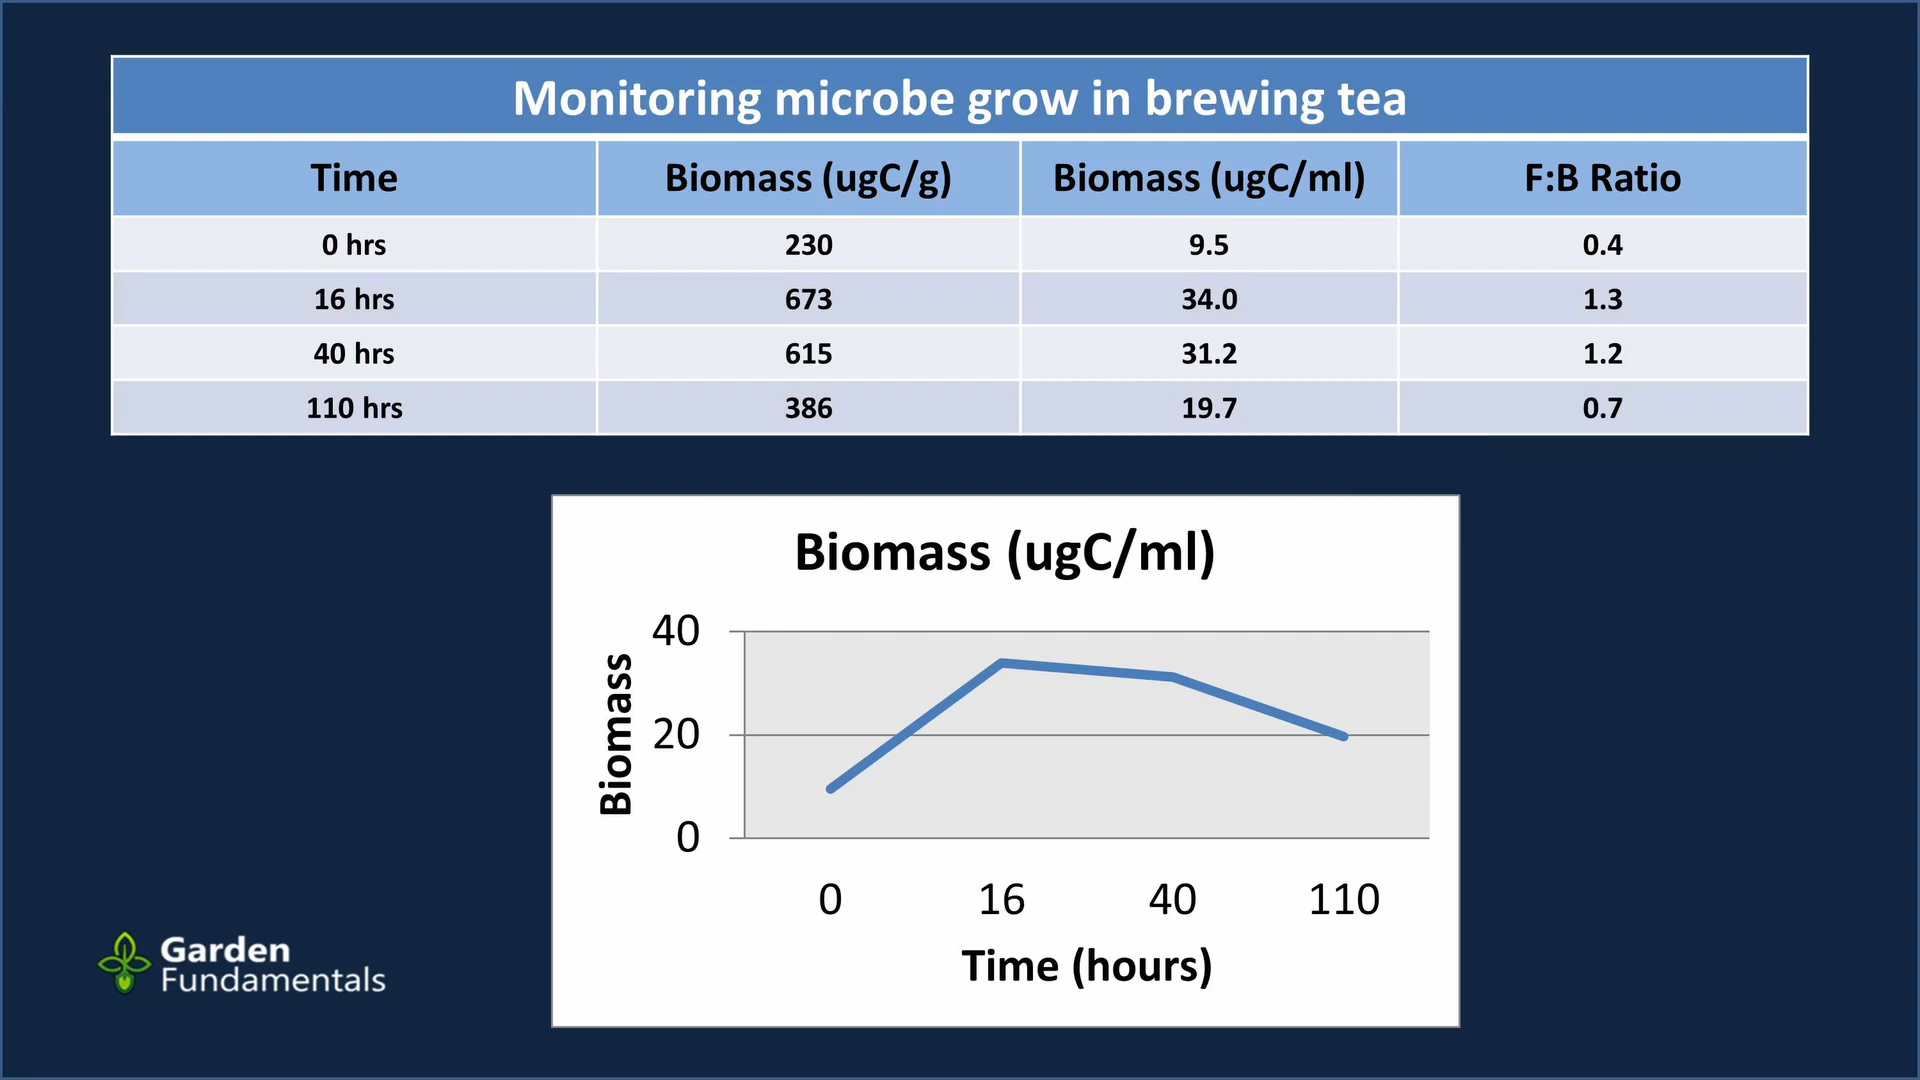 Monitoring microbe grow in brewing tea
Time Biomass (ugC/g) Biomass (ugC/ml) F:B Ratio
0 hrs 230 9.5 0.4
16 hrs 673 34.0 1.3
40 hrs 615 31.2 1.2
110 hrs 386 19.7 0.7
Biomass (ugC/ml)
40
20
0
Biomass
0 16 40 110
Time (hours)
Garden
Fundamentals